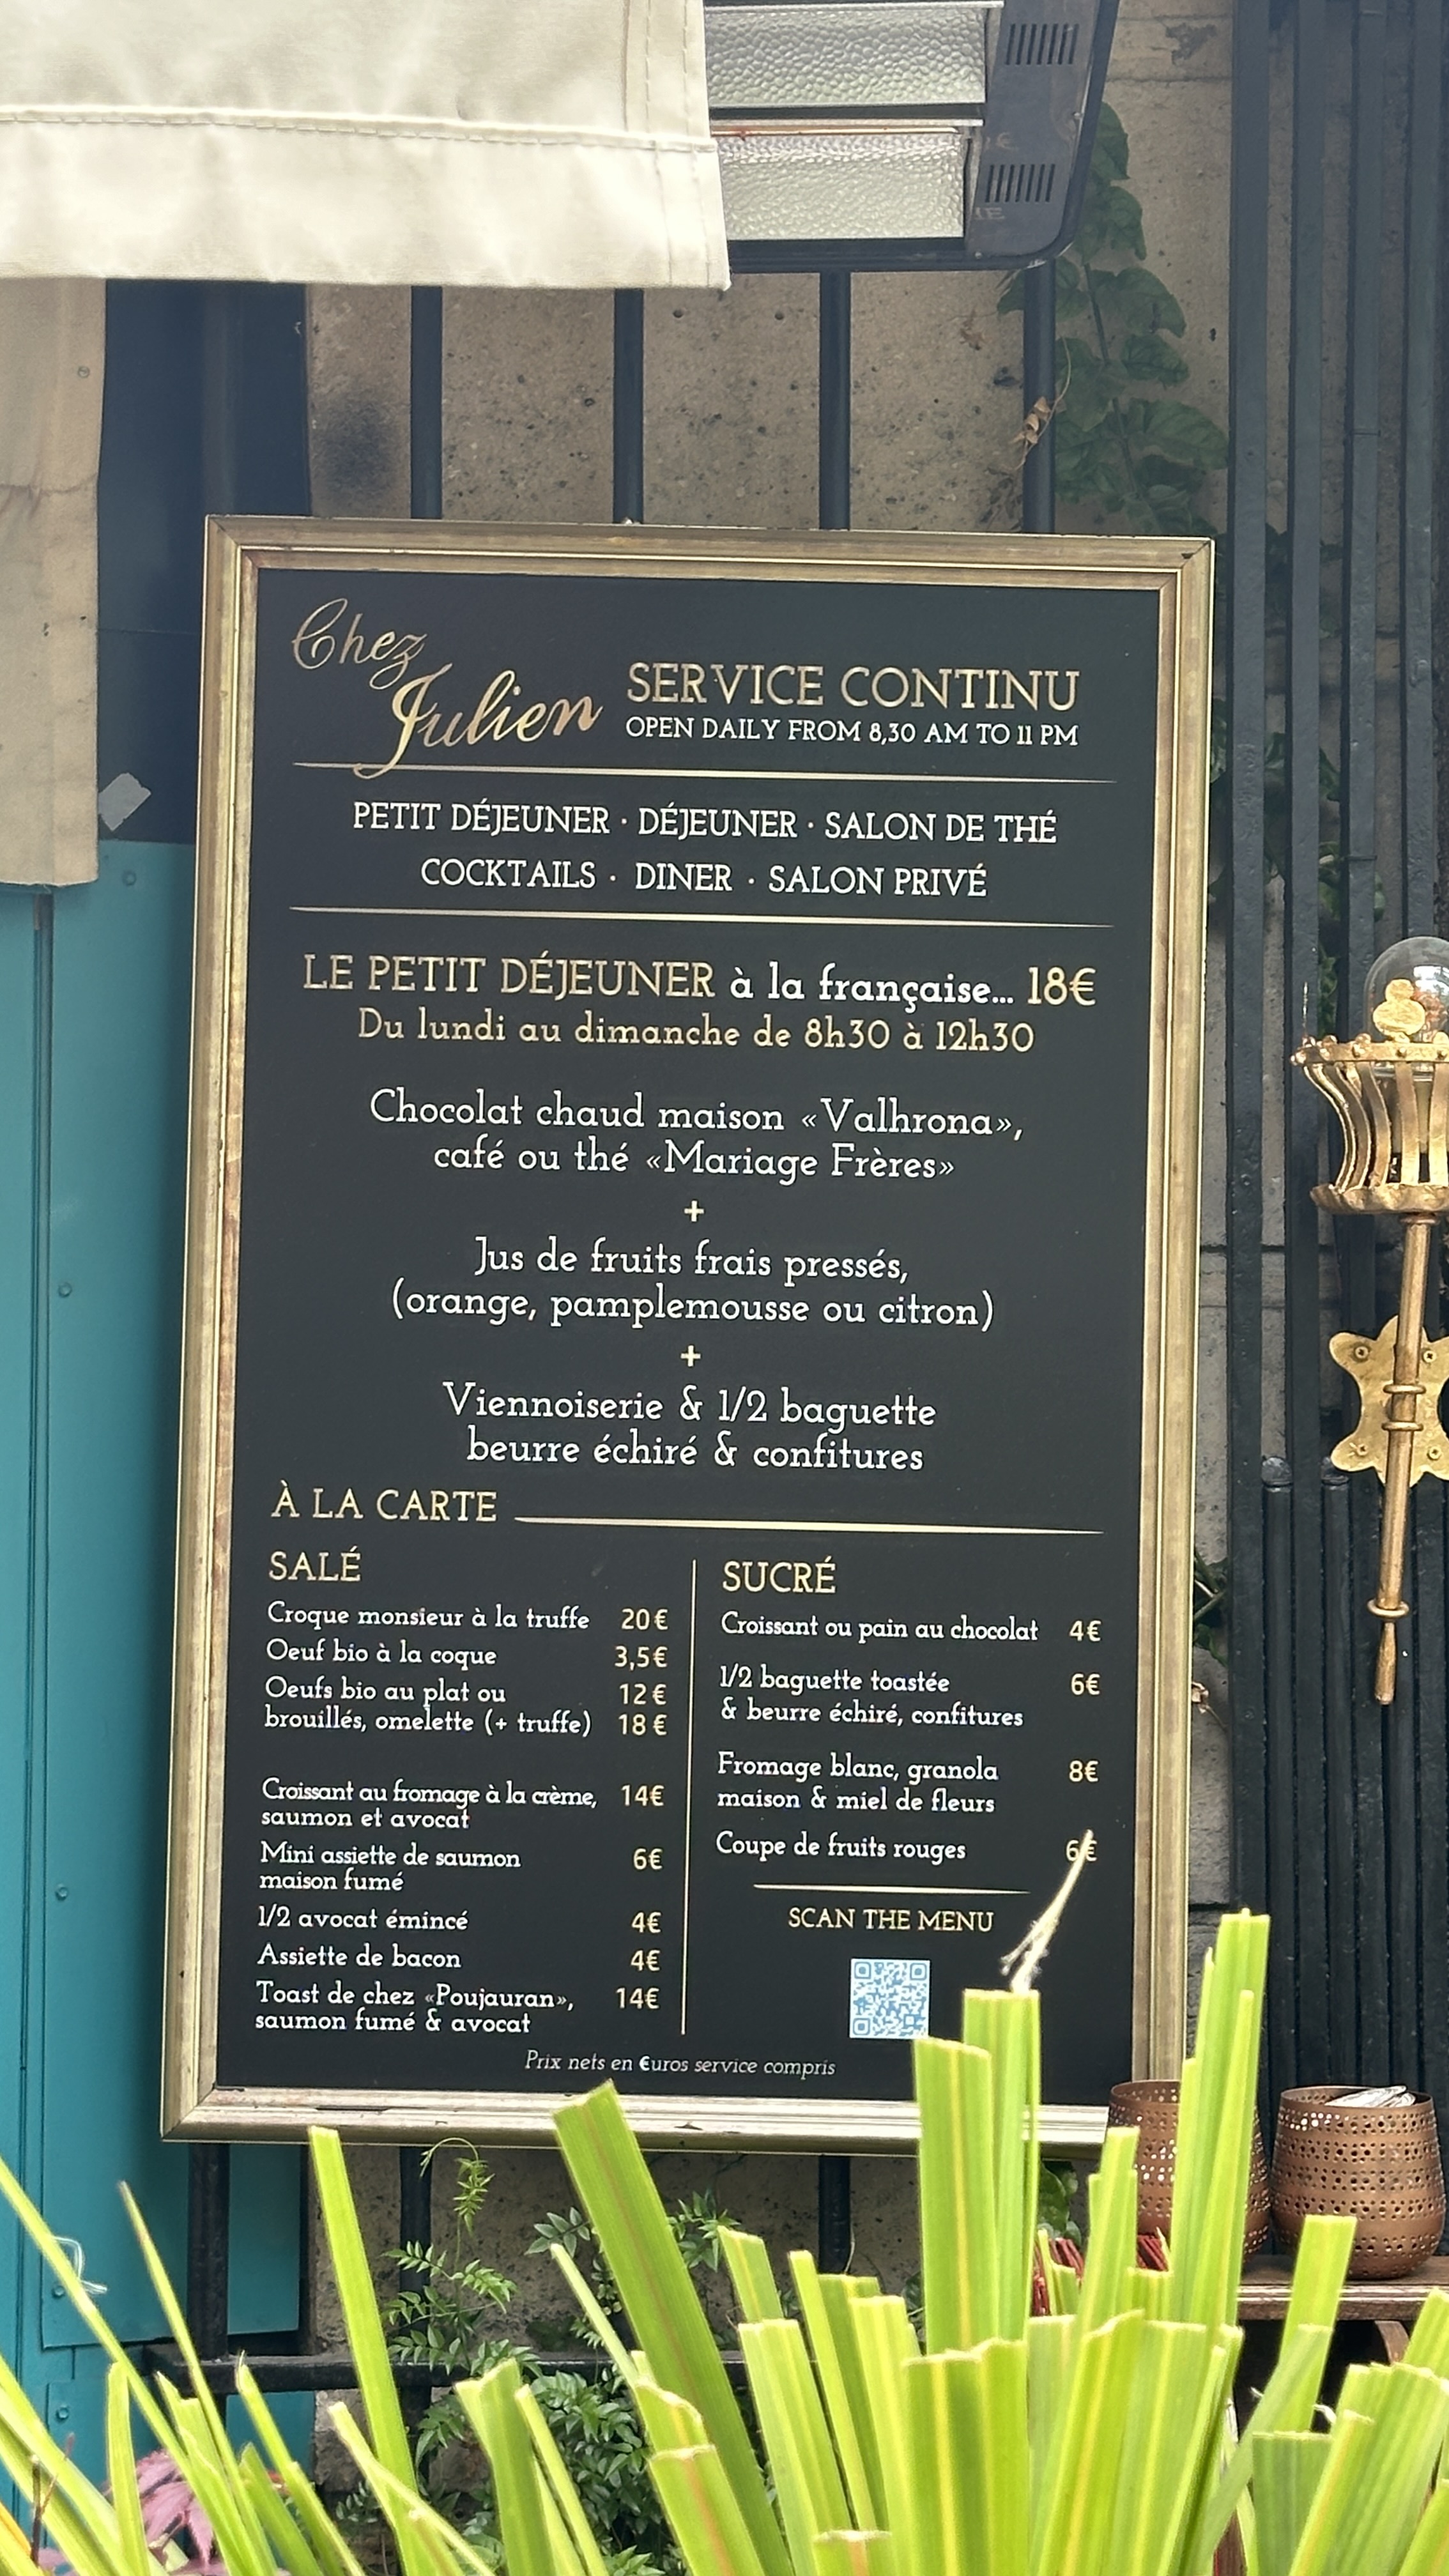 Chez
Julien
SERVICE CONTINU
OPEN DAILY FROM 8,30 AM TO 11 PM
PETIT DÉJEUNER · DÉJEUNER · SALON DE THÉ
COCKTAILS · DINER · SALON PRIVÉ
LE PETIT DÉJEUNER à la française... 18€
Du lundi au dimanche de 8h30 à 12h30
Chocolat chaud maison «Valhrona»,
café ou thé «Mariage Frères»
+
Jus de fruits frais pressés,
(orange, pamplemousse ou citron)
+
Viennoiserie & 1/2 baguette
beurre échiré & confitures
À LA CARTE
SALÉ
Croque monsieur à la truffe 20€
Oeuf bio à la coque 3,5€
Oeufs bio au plat ou 12€
brouillés, omelette (+ truffe) 18€
Croissant au fromage à la crème, 14€
saumon et avocat
Mini assiette de saumon 6€
maison fumé
1/2 avocat émincé 4€
Assiette de bacon 4€
Toast de chez «Poujauran», 14€
saumon fumé & avocat
SUCRÉ
Croissant ou pain au chocolat 4€
1/2 baguette toastée 6€
& beurre échiré, confitures
Fromage blanc, granola 8€
maison & miel de fleurs
Coupe de fruits rouges 6€
SCAN THE MENU
Prix nets en €uros service compris